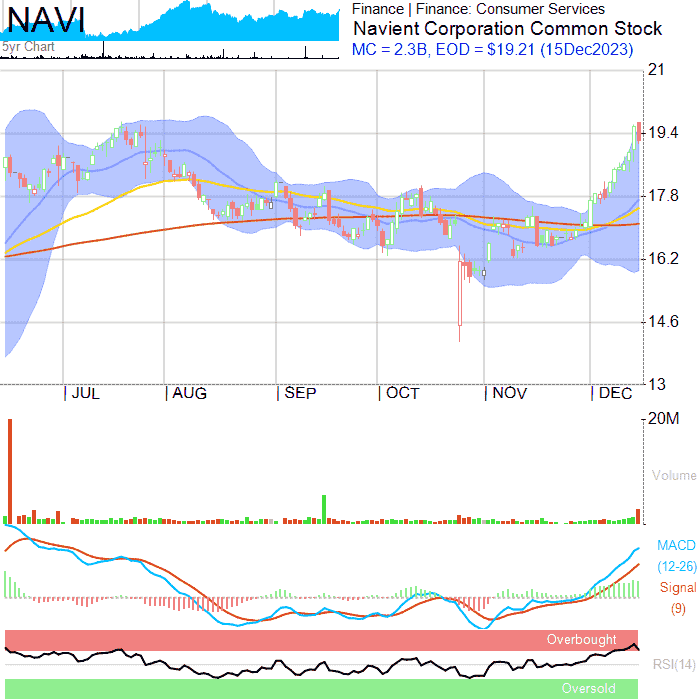 NAVI
5yr Chart
Finance | Finance: Consumer Services
Navient Corporation Common Stock
MC = 2.3B, EOD = $19.21 (15Dec2023)
21
19.4
17.8
16.2
14.6
13
JUL
AUG
SEP
OCT
NOV
DEC
20M
Volume
MACD
(12-26)
Signal
(9)
Overbought
RSI(14)
Oversold